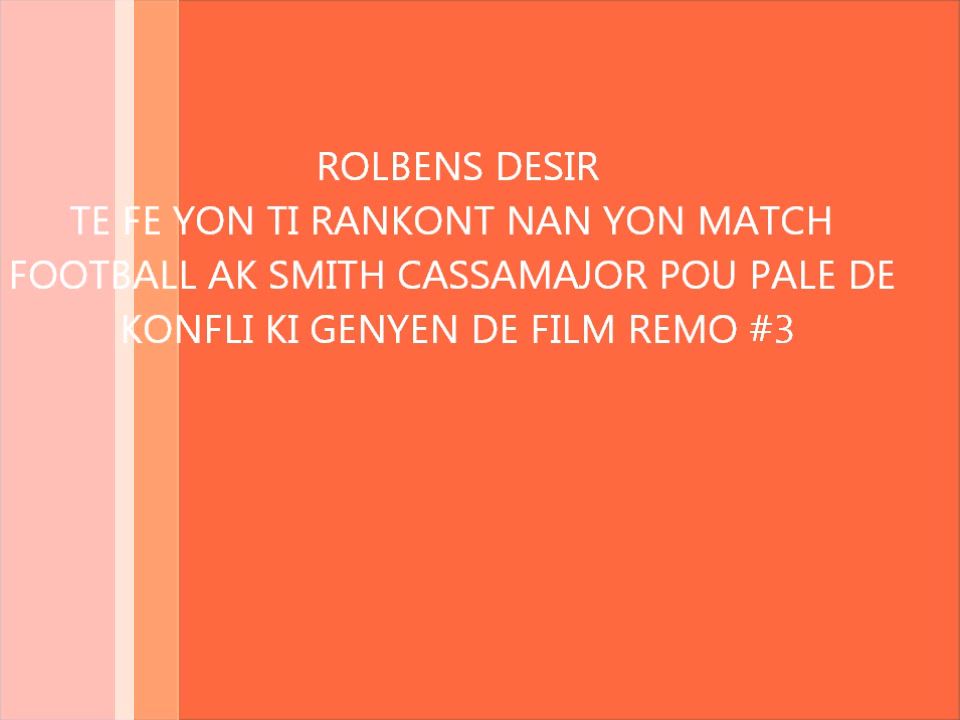 ROLBENS DESIR
TE FE YON TI RANKONT NAN YON MATCH
FOOTBALL AK SMITH CASSAMAJOR POU PALE DE
KONFLI KI GENYEN DE FILM REMO #3